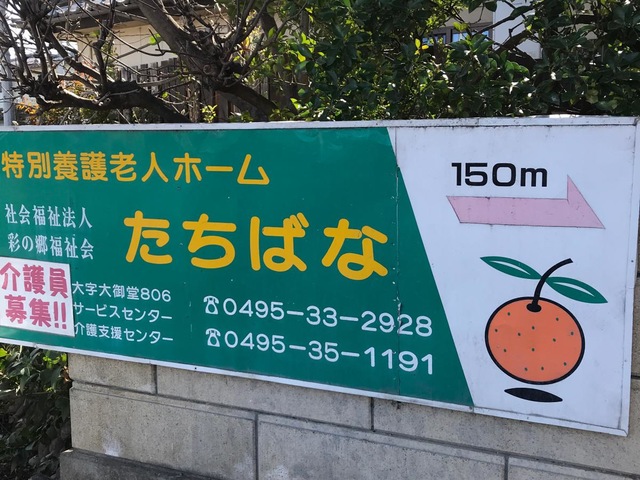 特別養護老人ホーム
社会福祉法人
彩の郷福祉会
たちばな
介護員
募集!!
大字大御堂806
サービスセンター ☎0495-33-2928
介護支援センター ☎0495-35-1191
150m